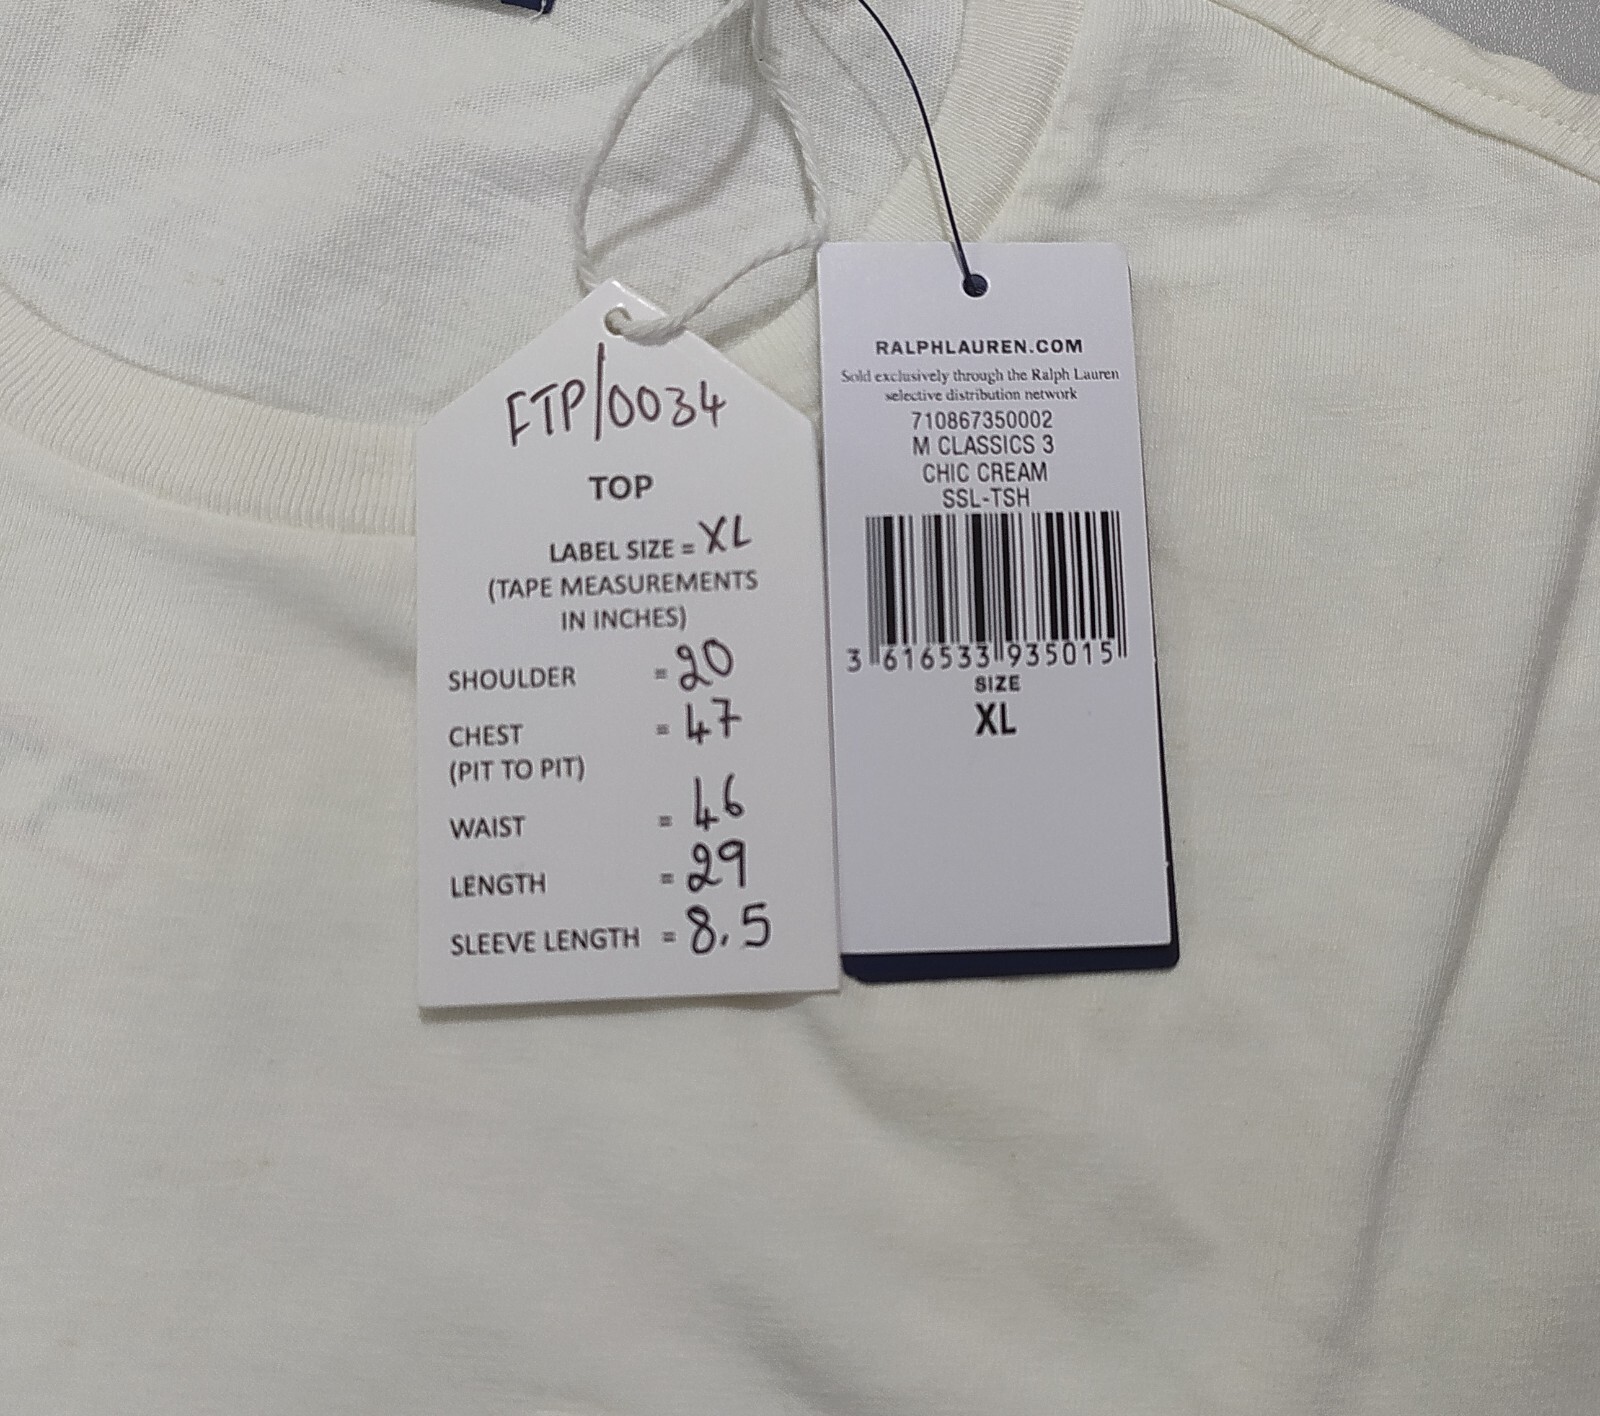 ETP/0034
TOP
LABEL SIZE = XL
(TAPE MEASUREMENTS
IN INCHES)
SHOULDER = 20
CHEST = 47
(PIT TO PIT)
WAIST = 46
LENGTH = 29
SLEEVE LENGTH = 8.5
RALPHLAUREN.COM
Sold exclusively through the Ralph Lauren
selective distribution network
710867350002
M CLASSICS 3
CHIC CREAM
SSL-TSH
3 616533 935015
SIZE
XL